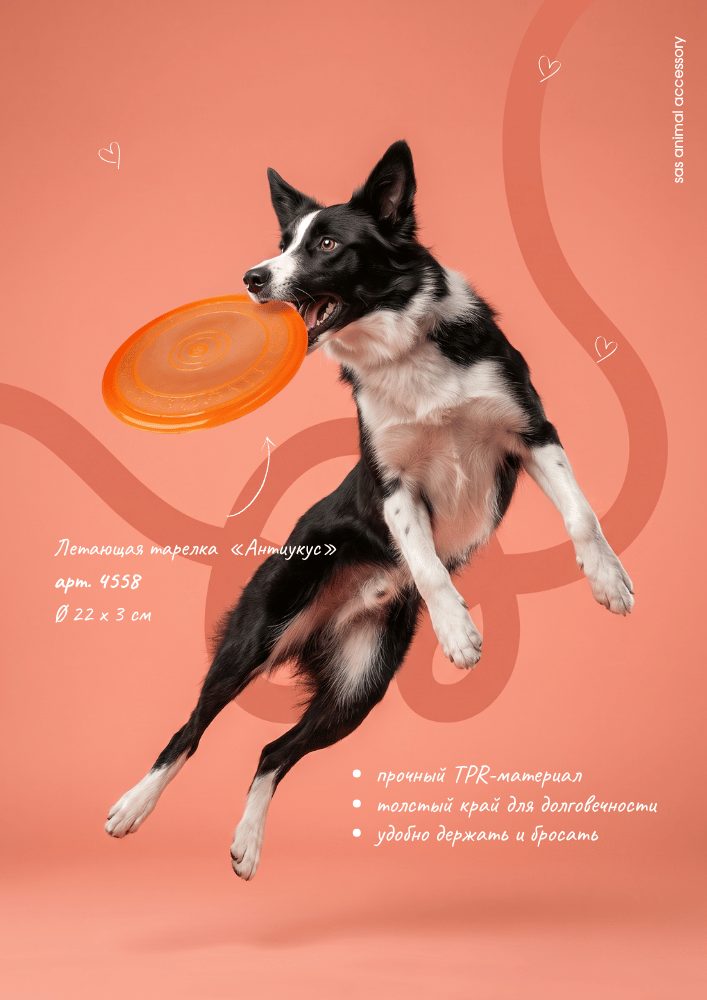 sas animal accessory
Летающая тарелка «Антиукус»
арт. 4558
Ø 22 x 3 см
• прочный TPR-материал
• толстый край для долговечности
• удобно держать и бросать